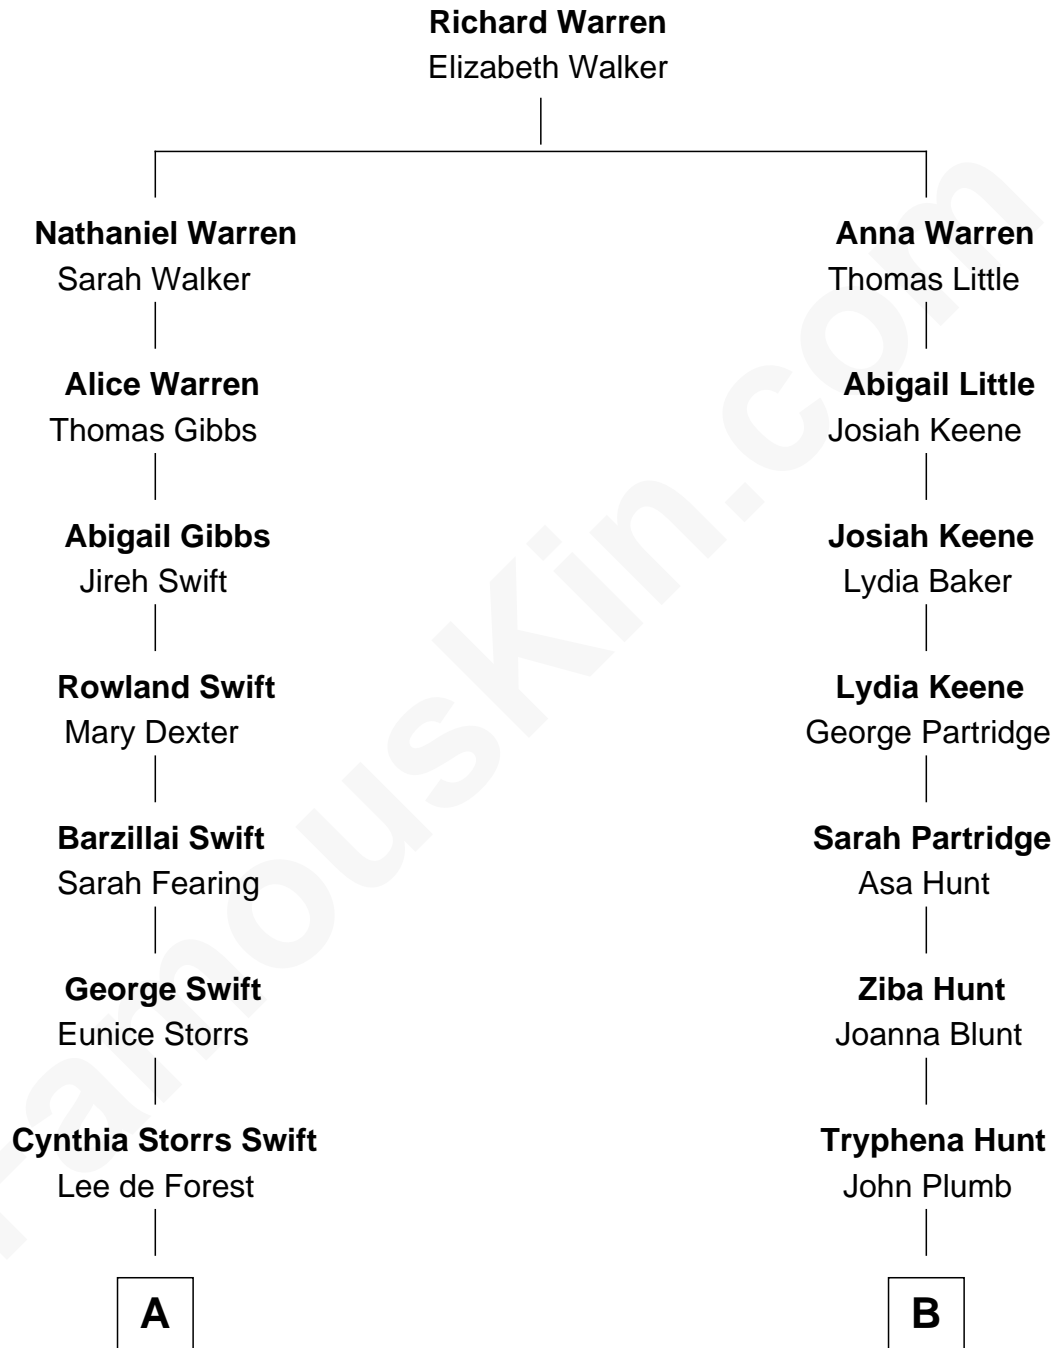 Richard Warren
Elizabeth Walker
Nathaniel Warren
Sarah Walker
Anna Warren
Thomas Little
Alice Warren
Thomas Gibbs
Abigail Little
Josiah Keene
Abigail Gibbs
Jireh Swift
Josiah Keene
Lydia Baker
Rowland Swift
Mary Dexter
Lydia Keene
George Partridge
Barzillai Swift
Sarah Fearing
Sarah Partridge
Asa Hunt
George Swift
Eunice Storrs
Ziba Hunt
Joanna Blunt
Cynthia Storrs Swift
Lee de Forest
Tryphena Hunt
John Plumb
A
B
FamousKin.com